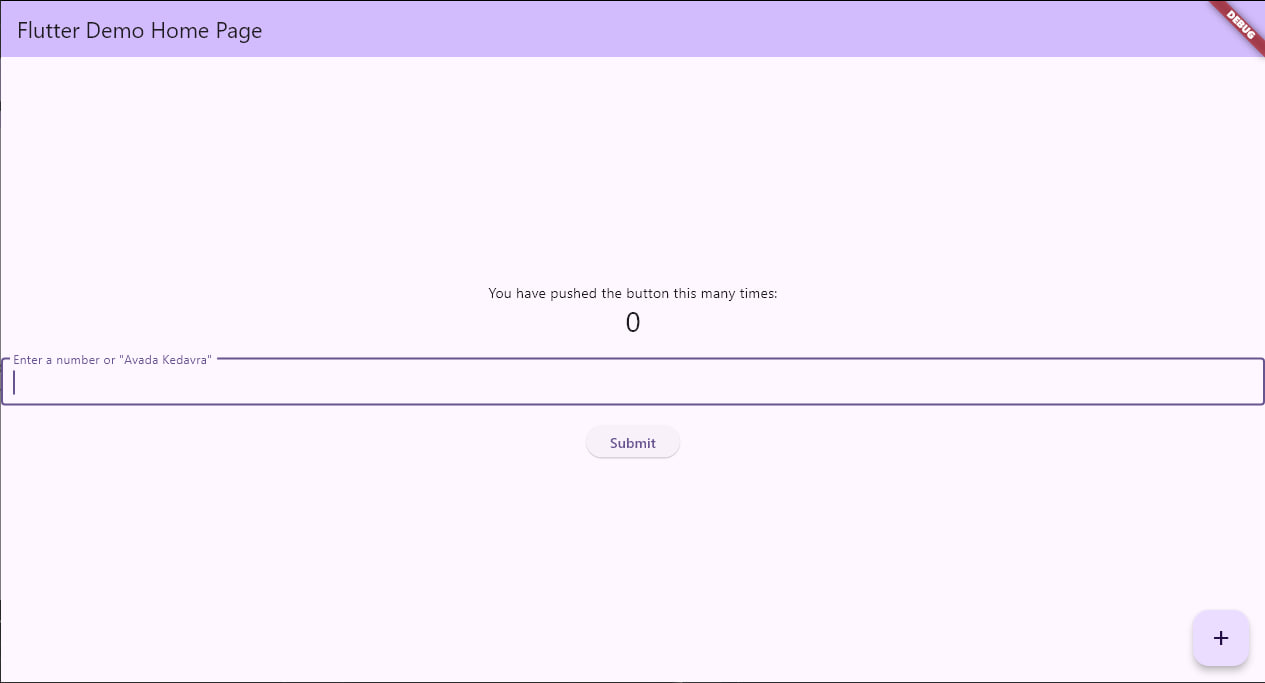 Flutter Demo Home Page
DEBUG
You have pushed the button this many times:
0
Enter a number or "Avada Kedavra"
Submit
+